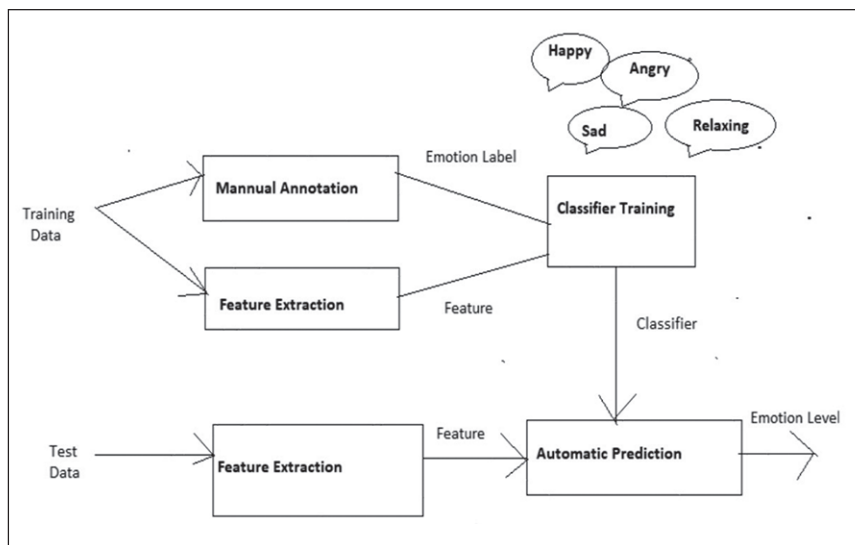 Happy
Angry
Sad
Relaxing
Emotion Label
Mannual Annotation
Classifier Training
Training
Data
Feature Extraction
Feature
Classifier
Emotion Level
Test
Data
Feature
Feature Extraction
Automatic Prediction